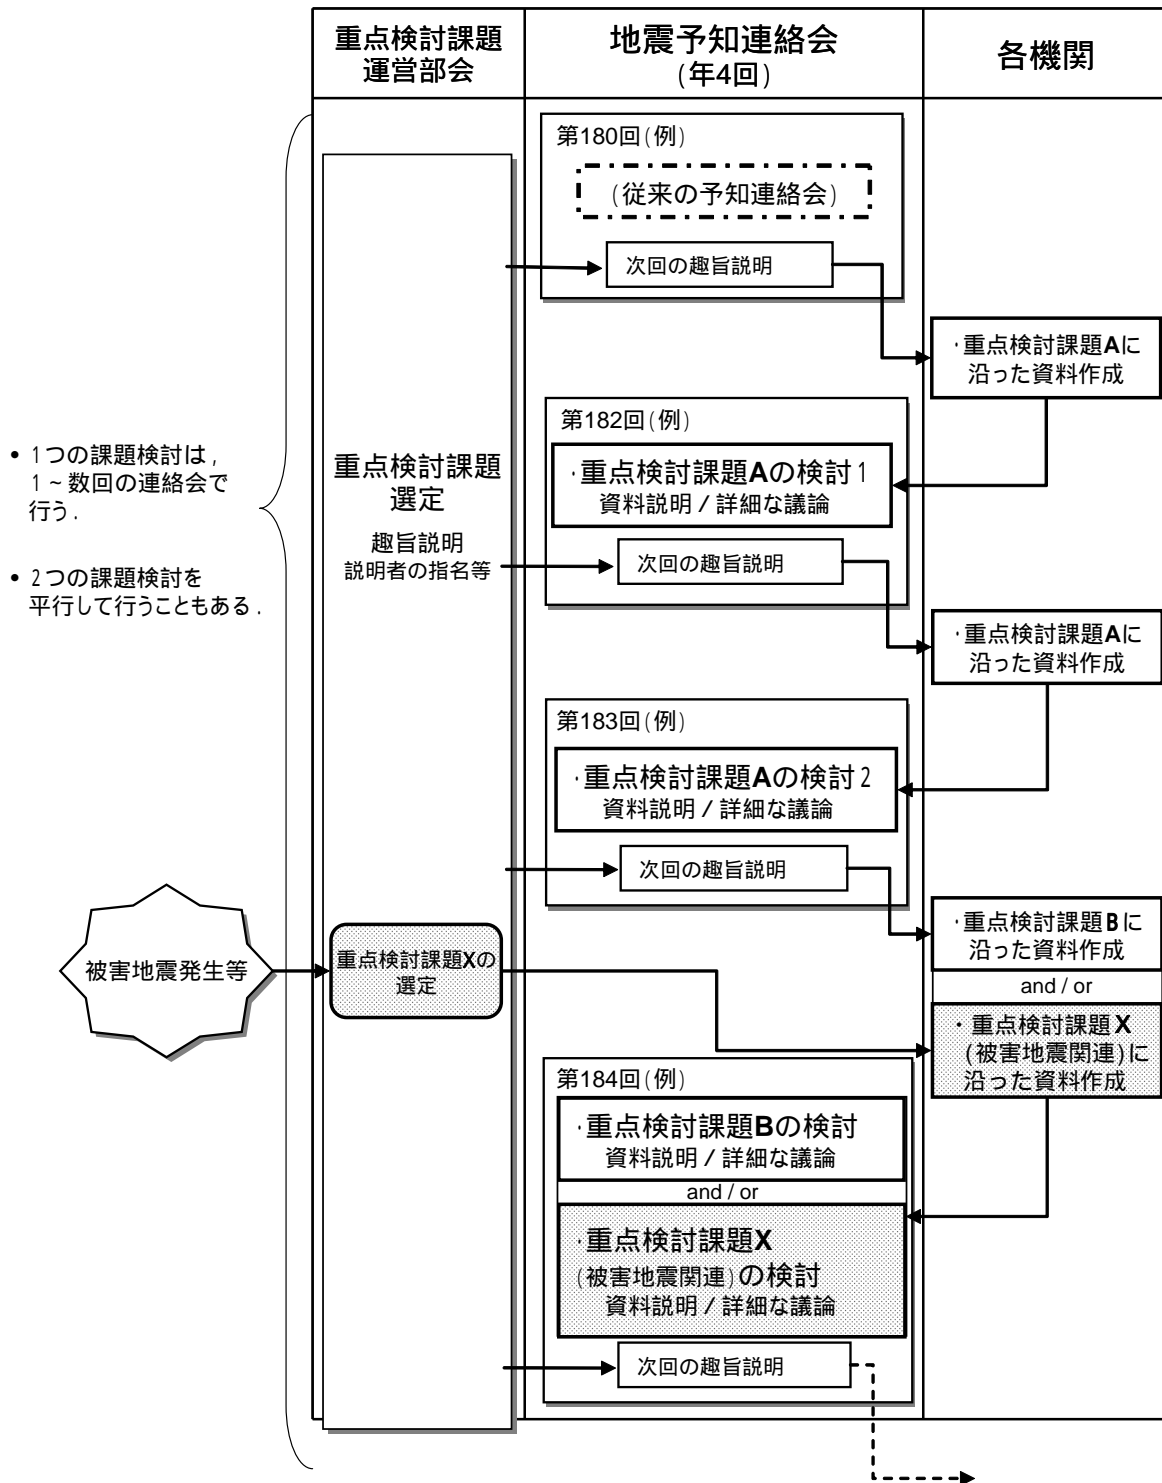 重点検討課題
運営部会
地震予知連絡会
(年4回)
各機関
第180回(例)
(従来の予知連絡会)
次回の趣旨説明
・重点検討課題Aに
沿った資料作成
第182回(例)
・重点検討課題Aの検討1
資料説明/詳細な議論
次回の趣旨説明
• 1つの課題検討は,
1~数回の連絡会で
行う.
• 2つの課題検討を
平行して行うこともある.
重点検討課題
選定
趣旨説明
説明者の指名等
・重点検討課題Aに
沿った資料作成
第183回(例)
・重点検討課題Aの検討2
資料説明/詳細な議論
次回の趣旨説明
・重点検討課題Bに
沿った資料作成
and / or
・重点検討課題X
(被害地震関連)に
沿った資料作成
被害地震発生等
重点検討課題Xの
選定
第184回(例)
・重点検討課題Bの検討
資料説明/詳細な議論
and / or
・重点検討課題X
(被害地震関連)の検討
資料説明/詳細な議論
次回の趣旨説明